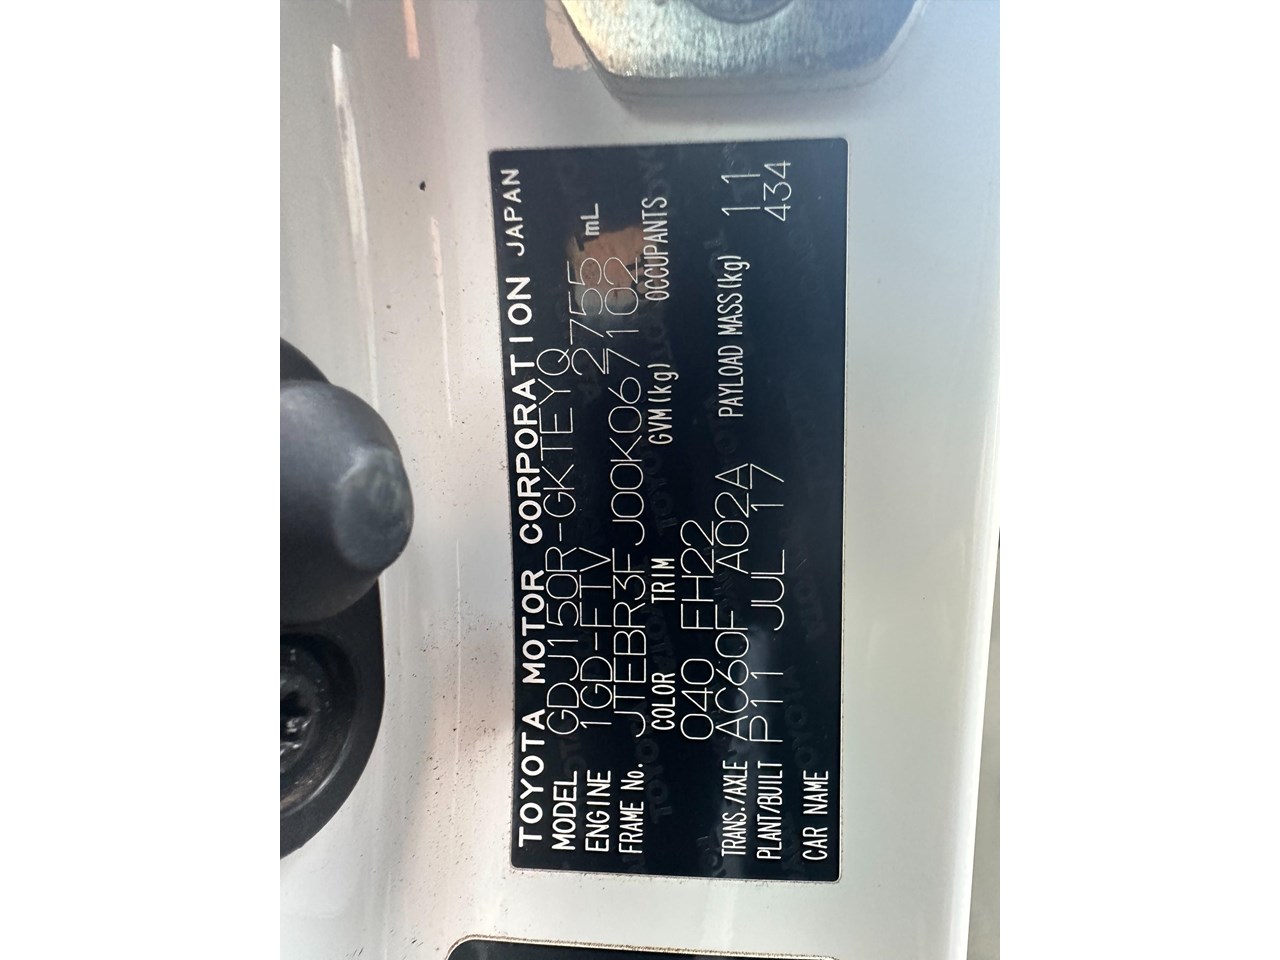 TOYOTA MOTOR CORPORATION JAPAN
MODEL GDJ150R-GKTEYQ
ENGINE 1GD-FTV 2755 mL
FRAME No. JTEBR3FJ00K067102
COLOR TRIM GVM(kg) OCCUPANTS
040 FH22
TRANS./AXLE AC60F A02A PAYLOAD MASS(kg) 11
PLANT/BUILT P11 JUL 17 434
CAR NAME